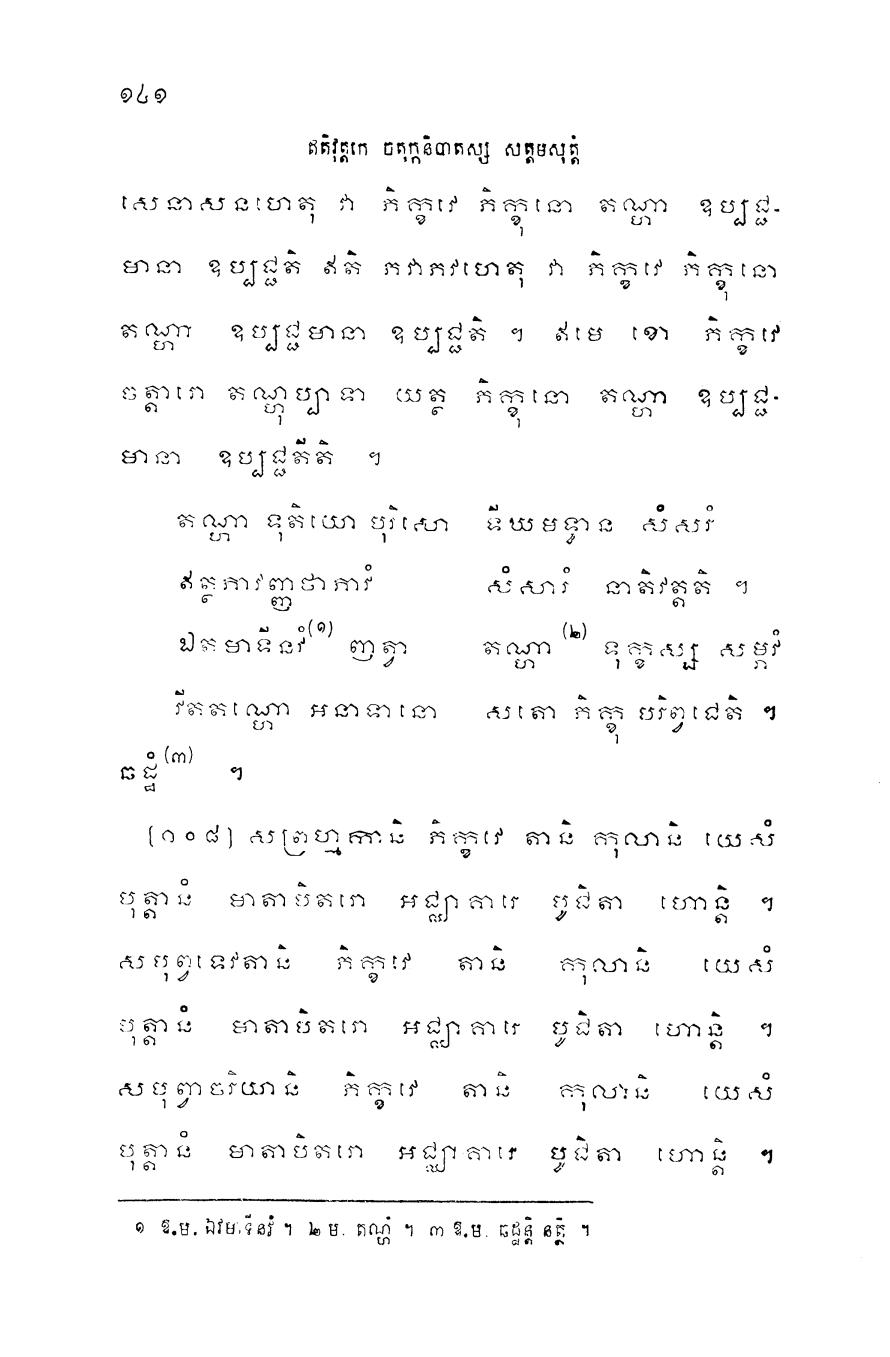 ១៤១
ឥតិវុត្តកេ ចតុក្កនិបាតស្ស សត្តមសុត្តំ
សេនាសនហេតុ វា ភិក្ខវេ ភិក្ខុនោ តណ្ហា ឧប្បជ្ជ-
មានា ឧប្បជ្ជតិ ឥតិ ភវាភវហេតុ វា ភិក្ខវេ ភិក្ខុនោ
តណ្ហា ឧប្បជ្ជមានា ឧប្បជ្ជតិ ។ ឥមេ ខោ ភិក្ខវេ
ចត្តារោ តណ្ហុប្បាទា យត្ថ ភិក្ខុនោ តណ្ហា ឧប្បជ្ជ-
មានា ឧប្បជ្ជតីតិ ។
តណ្ហា ទុតិយោ បុរិសោ ទីឃមទ្ធាន សំសរំ
ឥត្ថភាវញ្ញថាភាវំ សំសារំ នាតិវត្តតិ ។
ឯតមាទីនវំ(១) ញត្វា តណ្ហា(២) ទុក្ខស្ស សម្ភវំ
វីតតណ្ហោ អនាទានោ សតោ ភិក្ខុ បរិព្វជេតិ ។
ឆដ្ឋំ(៣) ។
[១០៨] សព្រហ្មកានិ ភិក្ខវេ តានិ កុលានិ យេសំ
បុត្តានំ មាតាបិតរោ អជ្ឈាគារេ បូជិតា ហោន្តិ ។
សបុព្វទេវតានិ ភិក្ខវេ តានិ កុលានិ យេសំ
បុត្តានំ មាតាបិតរោ អជ្ឈាគារេ បូជិតា ហោន្តិ ។
សបុព្វាចរិយានិ ភិក្ខវេ តានិ កុលានិ យេសំ
បុត្តានំ មាតាបិតរោ អជ្ឈាគារេ បូជិតា ហោន្តិ ។
១ ឱ.ម. ឯវមាទីនវំ ។ ២ ម. តណ្ហំ ។ ៣ ឱ.ម. ឆដ្ឋន្តិ នត្ថិ ។